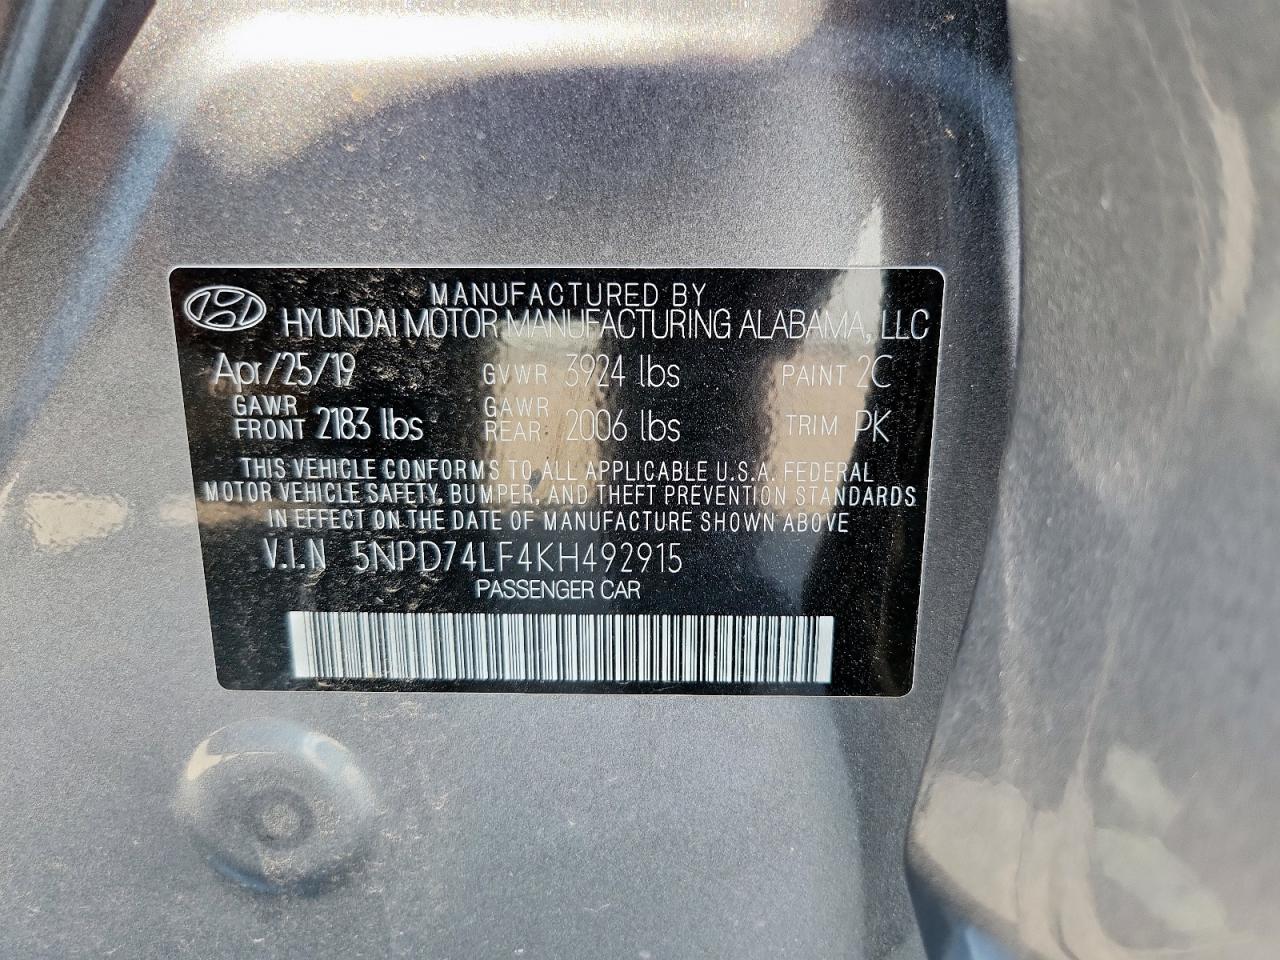 MANUFACTURED BY
HYUNDAI MOTOR MANUFACTURING ALABAMA, LLC
Apr/25/19 GVWR 3924 lbs PAINT 2C
GAWR FRONT 2183 lbs GAWR REAR 2006 lbs TRIM PK
THIS VEHICLE CONFORMS TO ALL APPLICABLE U.S.A. FEDERAL
MOTOR VEHICLE SAFETY, BUMPER, AND THEFT PREVENTION STANDARDS
IN EFFECT ON THE DATE OF MANUFACTURE SHOWN ABOVE
V.I.N 5NPD74LF4KH492915
PASSENGER CAR